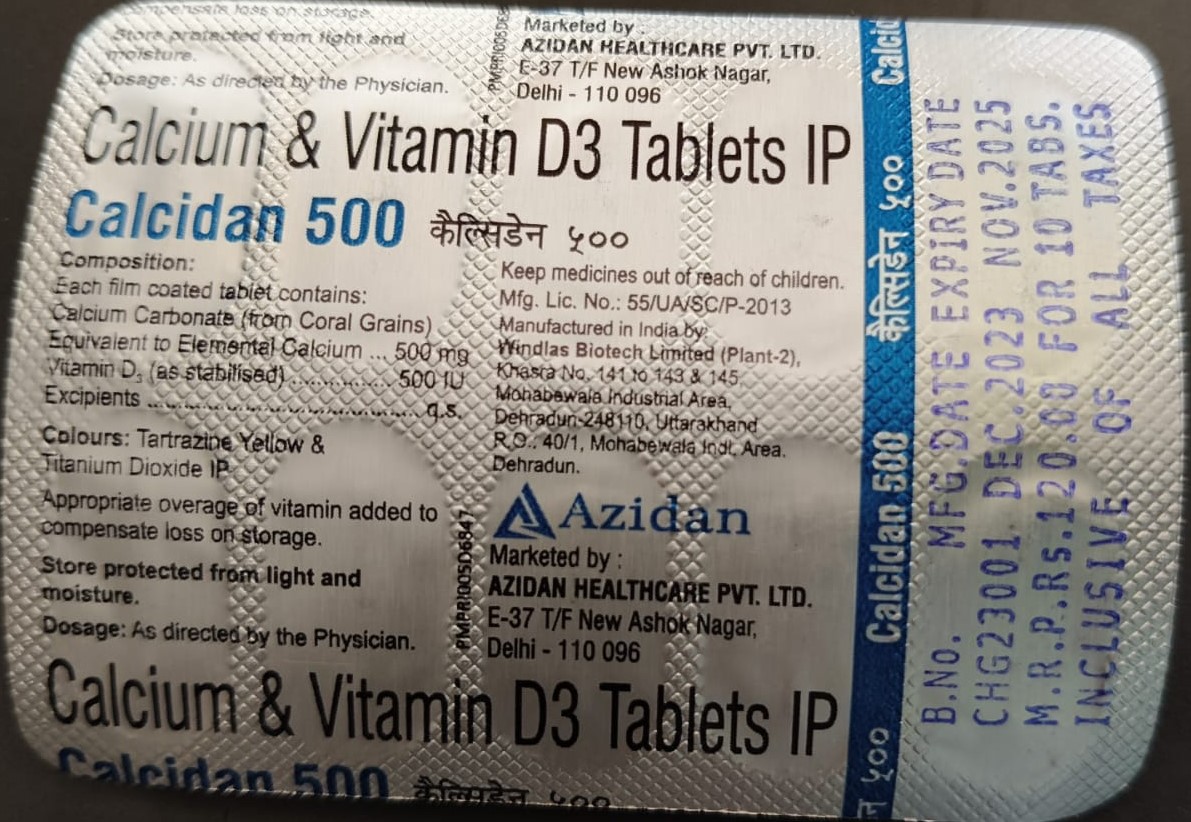 compensate loss on storage.
Store protected from light and
moisture.
Dosage: As directed by the Physician.
Marketed by :
AZIDAN HEALTHCARE PVT. LTD.
E-37 T/F New Ashok Nagar,
Delhi - 110 096
Calcium & Vitamin D3 Tablets IP
Calcidan 500 कैल्सिडेन ५००
Composition:
Each film coated tablet contains:
Calcium Carbonate (from Coral Grains)
Equivalent to Elemental Calcium ... 500 mg
Vitamin D₃ (as stabilised) ................ 500 IU
Excipients ........................................ q.s.
Colours: Tartrazine Yellow &
Titanium Dioxide IP
Appropriate overage of vitamin added to
compensate loss on storage.
Store protected from light and
moisture.
Dosage: As directed by the Physician.
Keep medicines out of reach of children.
Mfg. Lic. No.: 55/UA/SC/P-2013
Manufactured in India by
Windlas Biotech Limited (Plant-2),
Khasra No. 141 to 143 & 145,
Mohabewala Industrial Area,
Dehradun-248110, Uttarakhand
R.O.: 40/1, Mohabewala Indl. Area.
Dehradun.
Azidan
Marketed by :
AZIDAN HEALTHCARE PVT. LTD.
E-37 T/F New Ashok Nagar,
Delhi - 110 096
Calcium & Vitamin D3 Tablets IP
Calcidan 500 कैल्सिडेन ५००
न ५०० Calcidan 500 कैल्सिडेन ५०० Calcid
B.No. MFG.DATE EXPIRY DATE
CHG23001 DEC.2023 NOV.2025
M.R.P.Rs.120.00 FOR 10 TABS.
INCLUSIVE OF ALL TAXES